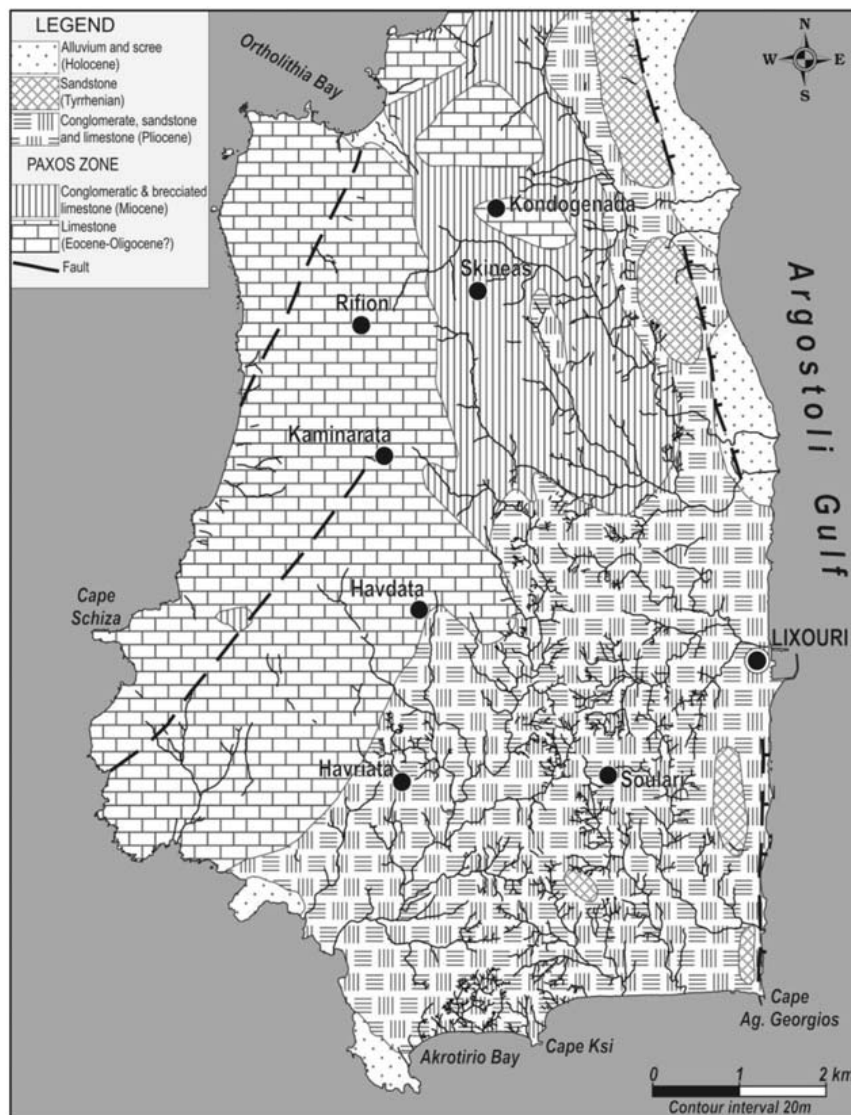 LEGEND
Alluvium and scree
(Holocene)
Sandstone
(Tyrrhenian)
Conglomerate, sandstone
and limestone (Pliocene)
PAXOS ZONE
Conglomeratic & brecciated
limestone (Miocene)
Limestone
(Eocene-Oligocene?)
Fault
Ortholithia Bay
N
W E
S
Kondogenada
Skineas
Rifion
Argostoli Gulf
Kaminarata
Cape
Schiza
Havdata
LIXOURI
Havriata
Soulari
Cape
Ag. Georgios
Akrotirio Bay
Cape Ksi
0 1 2 km
Contour interval 20m